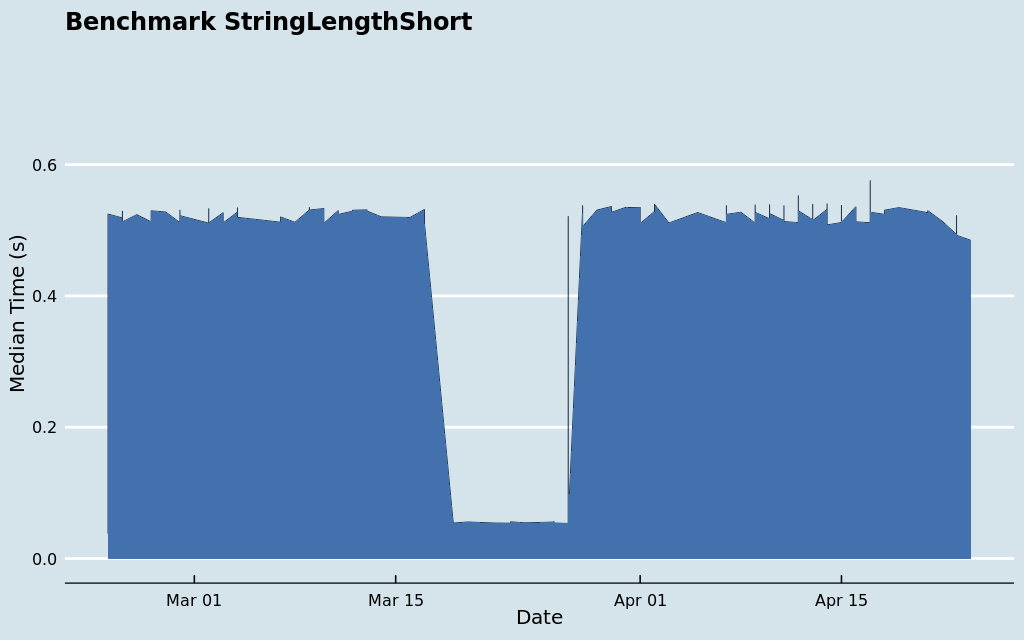 Benchmark StringLengthShort
Median Time (s)
0.6
0.4
0.2
0.0
Mar 01
Mar 15
Apr 01
Apr 15
Date